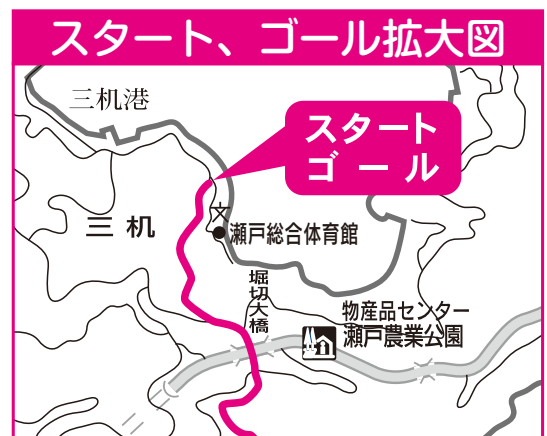 スタート、ゴール拡大図
三机港
スタート
ゴール
文
三机
瀬戸総合体育館
堀切大橋
物産品センター
瀬戸農業公園